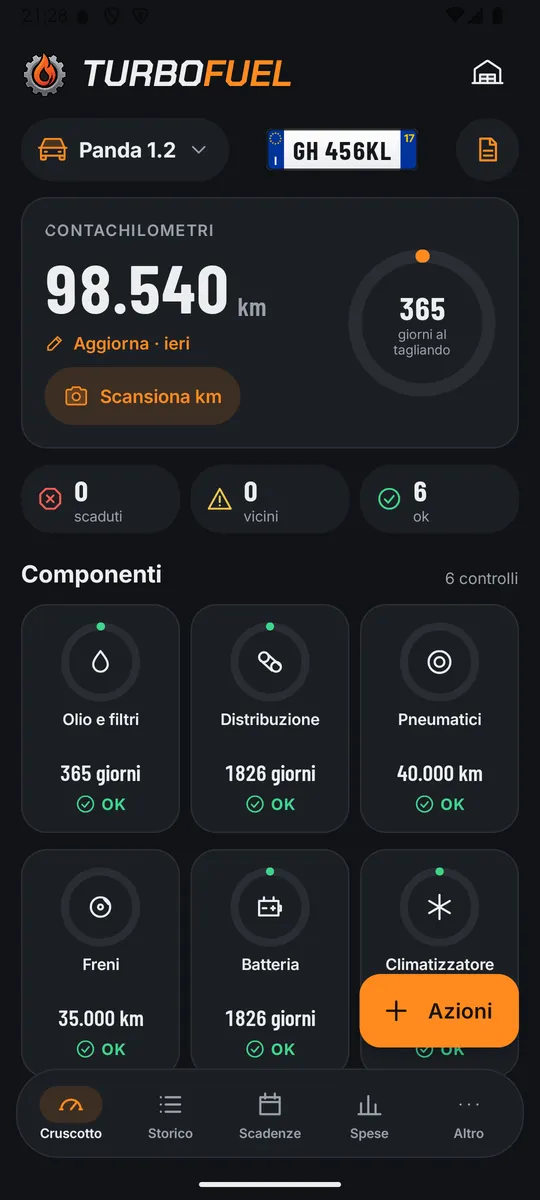 21:28
TURBOFUEL
Panda 1.2
I GH 456KL 17
CONTACHILOMETRI
98.540 km
Aggiorna · ieri
Scansiona km
365
giorni al
tagliando
0 scaduti
0 vicini
6 ok
Componenti
6 controlli
Olio e filtri
365 giorni
OK
Distribuzione
1826 giorni
OK
Pneumatici
40.000 km
OK
Freni
35.000 km
OK
Batteria
1826 giorni
OK
Climatizzatore
OK
+ Azioni
Cruscotto
Storico
Scadenze
Spese
Altro